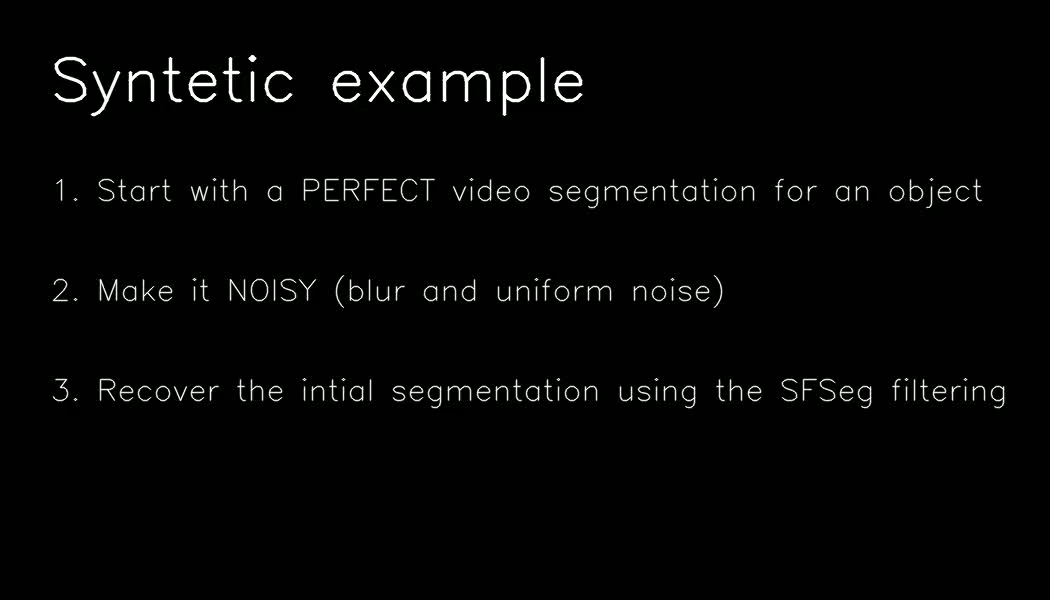 Syntetic example
1. Start with a PERFECT video segmentation for an object
2. Make it NOISY (blur and uniform noise)
3. Recover the intial segmentation using the SFSeg filtering